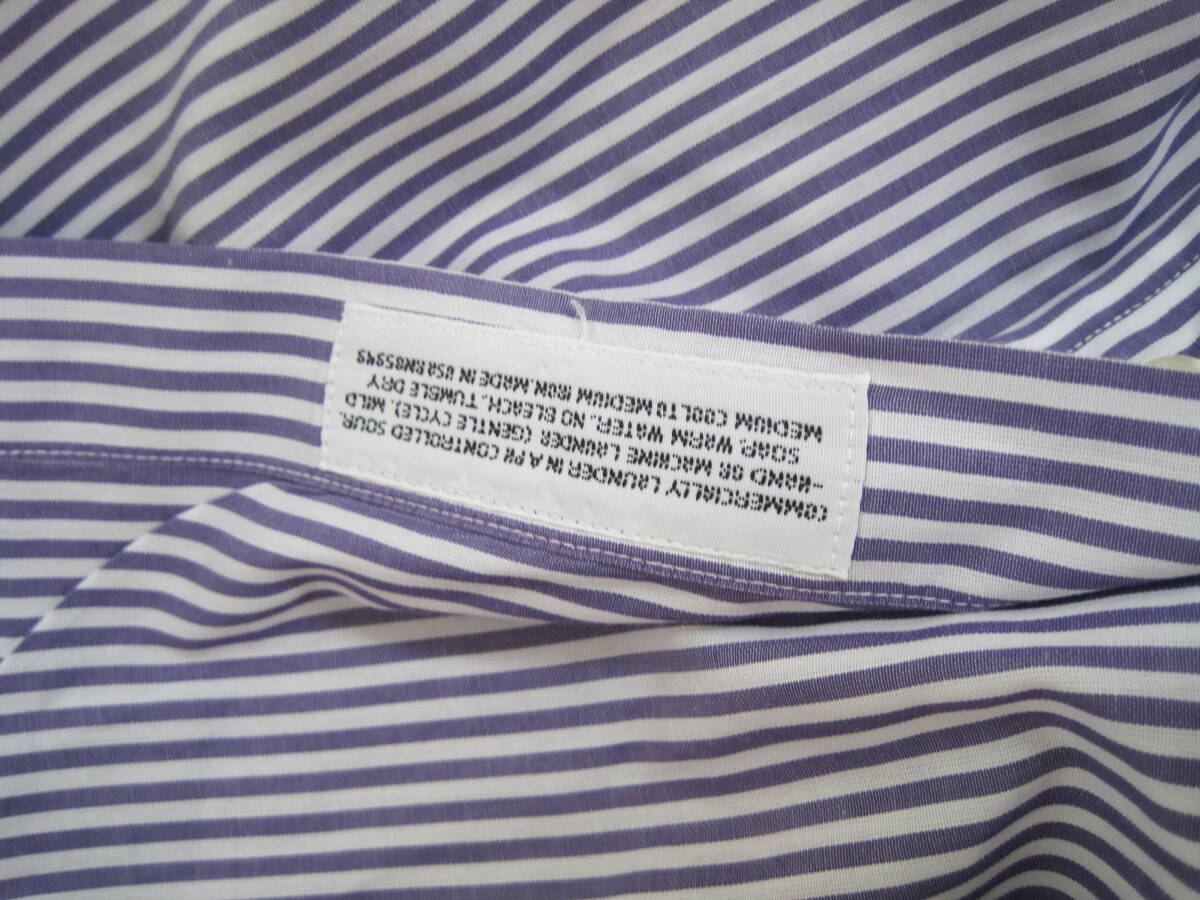 COMMERCIALLY LAUNDER IN A PH CONTROLLED SOUR.
-HAND OR MACHINE LAUNDER (GENTLE CYCLE), MILD
SOAP, WARM WATER, NO BLEACH, TUMBLE DRY
MEDIUM COOL TO MEDIUM IRON MADE IN USA